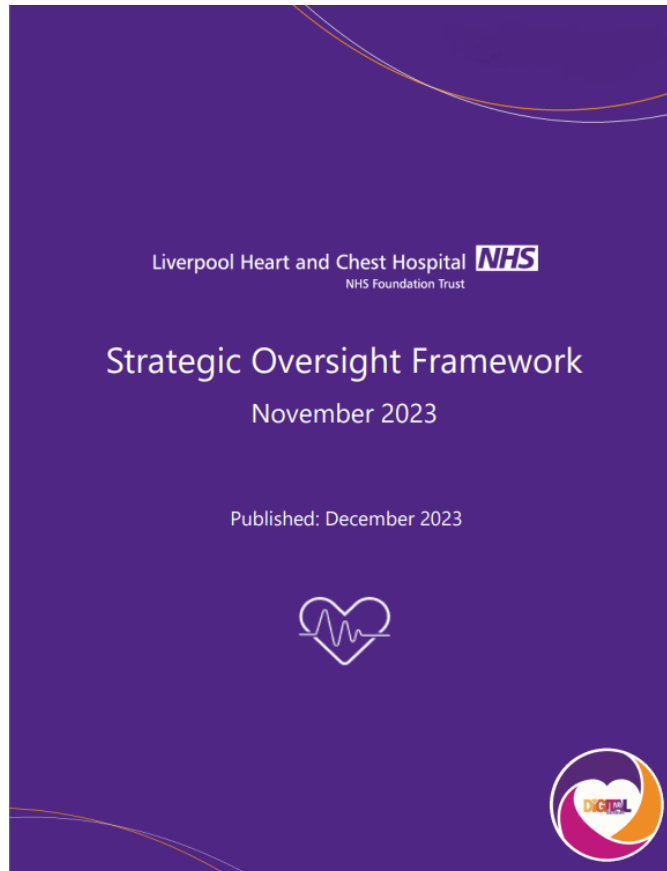 Liverpool Heart and Chest Hospital NHS
NHS Foundation Trust
Strategic Oversight Framework
November 2023
Published: December 2023
DIGITAL